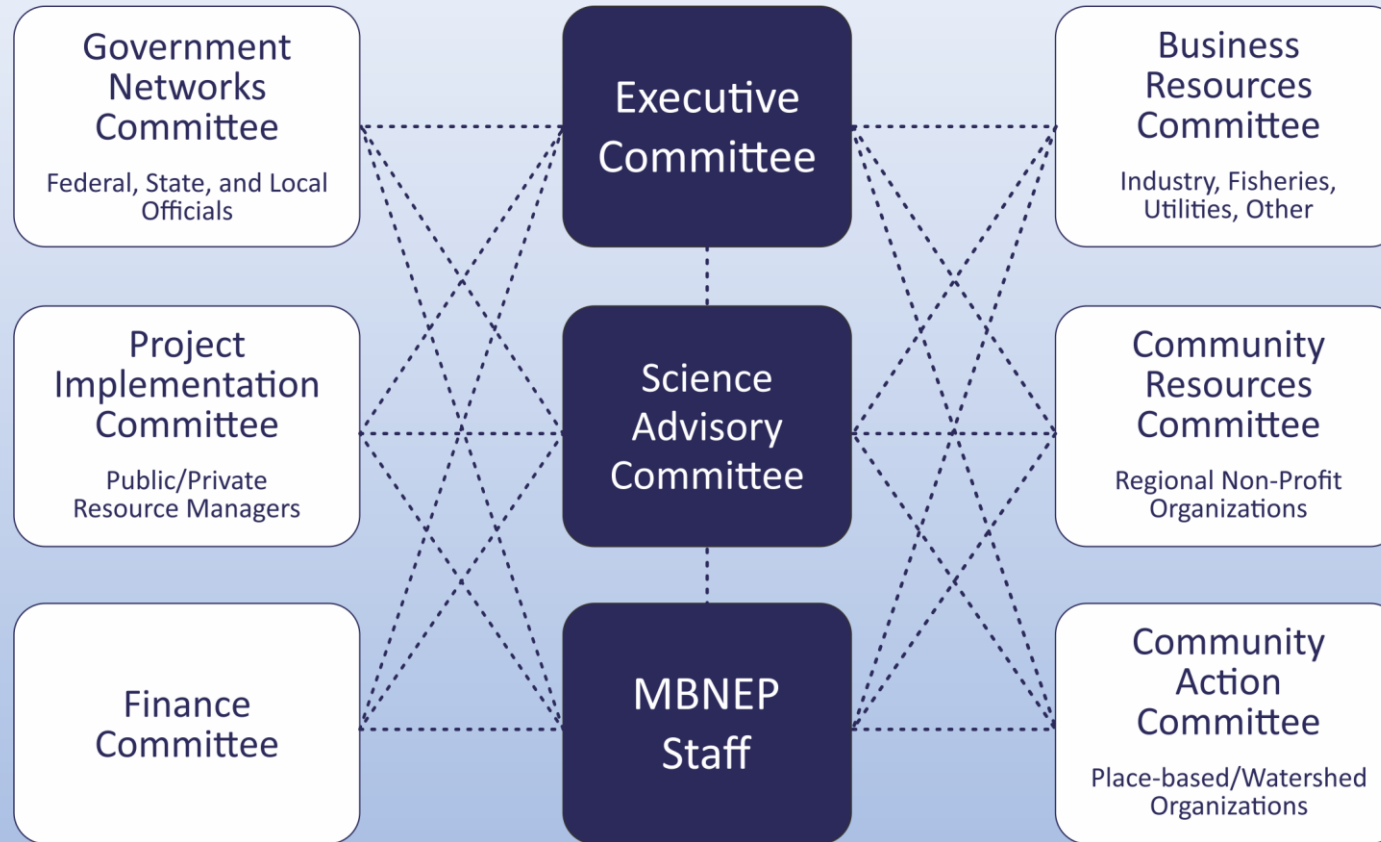 Government
Networks
Committee
Federal, State, and Local
Officials
Executive
Committee
Business
Resources
Committee
Industry, Fisheries,
Utilities, Other
Project
Implementation
Committee
Public/Private
Resource Managers
Science
Advisory
Committee
Community
Resources
Committee
Regional Non-Profit
Organizations
Finance
Committee
MBNEP
Staff
Community
Action
Committee
Place-based/Watershed
Organizations